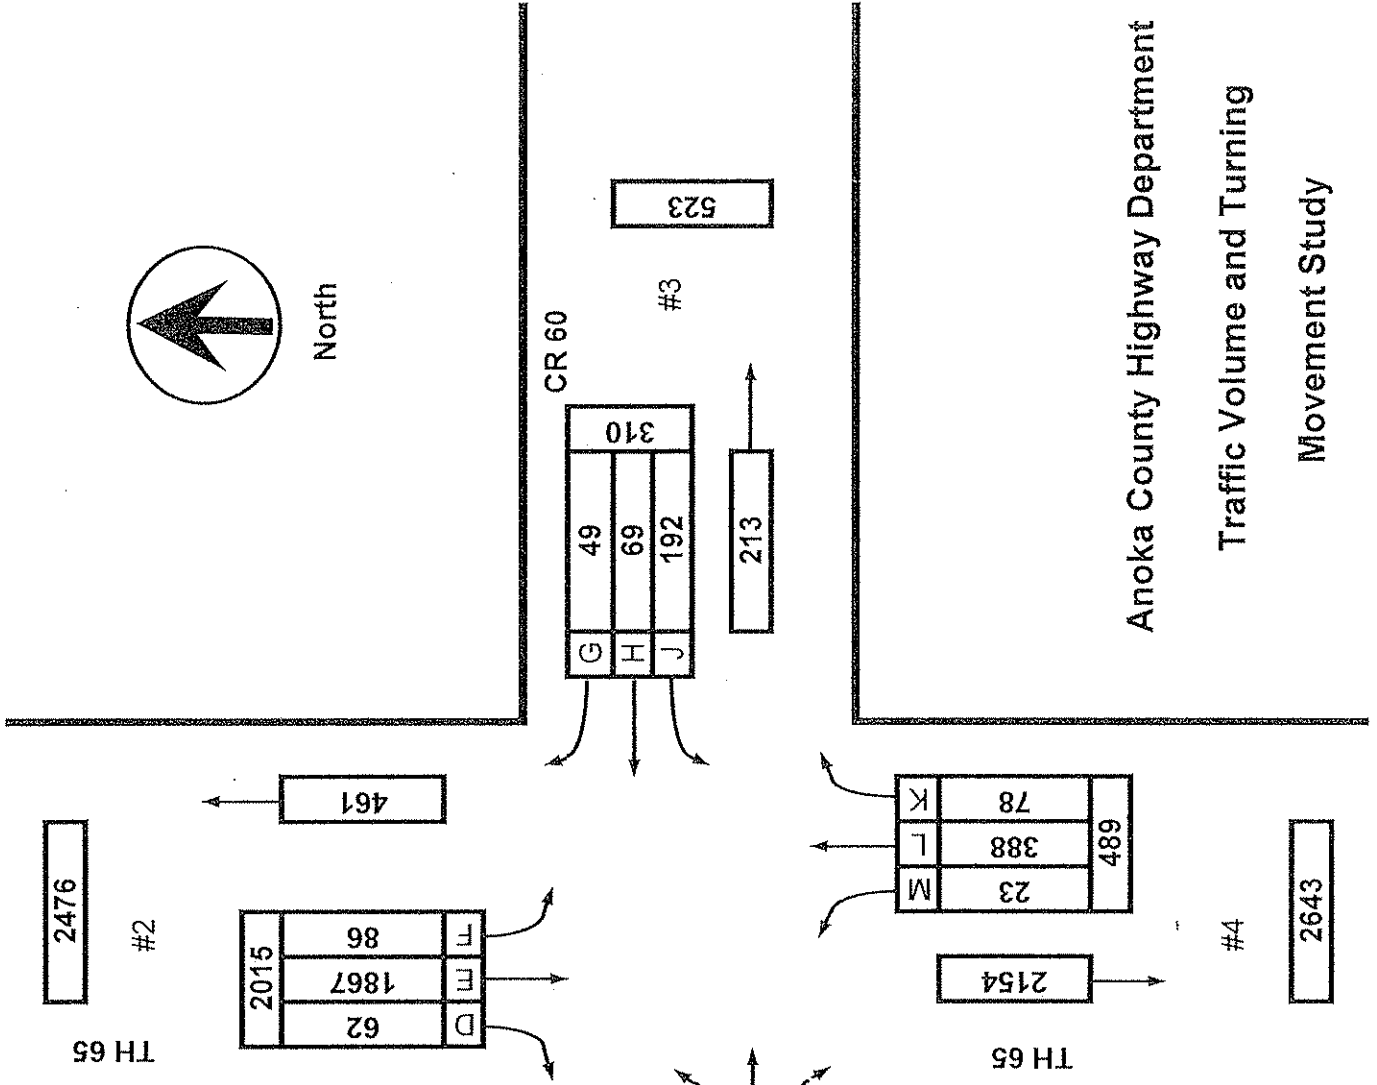 TH 65
2476
#2
2015
62
1867
86
D
E
F
461
North
CR 60
G
H
J
49
69
192
310
213
#3
523
M
L
K
23
388
78
489
2154
TH 65
#4
2643
Anoka County Highway Department
Traffic Volume and Turning
Movement Study